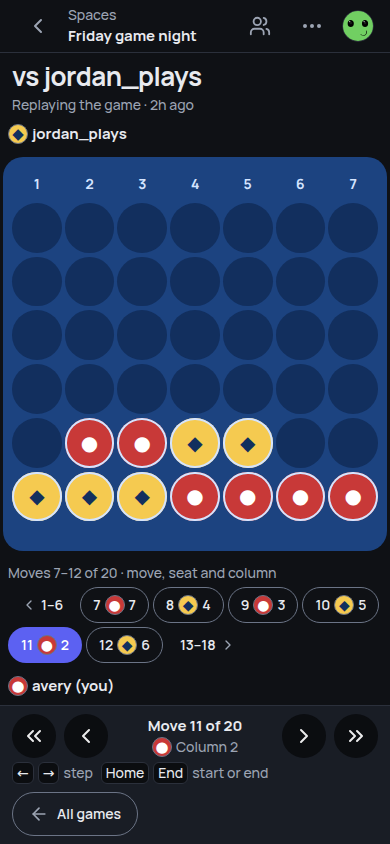 Spaces
Friday game night
vs jordan_plays
Replaying the game · 2h ago
jordan_plays
1 2 3 4 5 6 7
Moves 7–12 of 20 · move, seat and column
1–6 7 7 8 4 9 3 10 5
11 2 12 6 13–18
avery (you)
Move 11 of 20
Column 2
← → step Home End start or end
All games